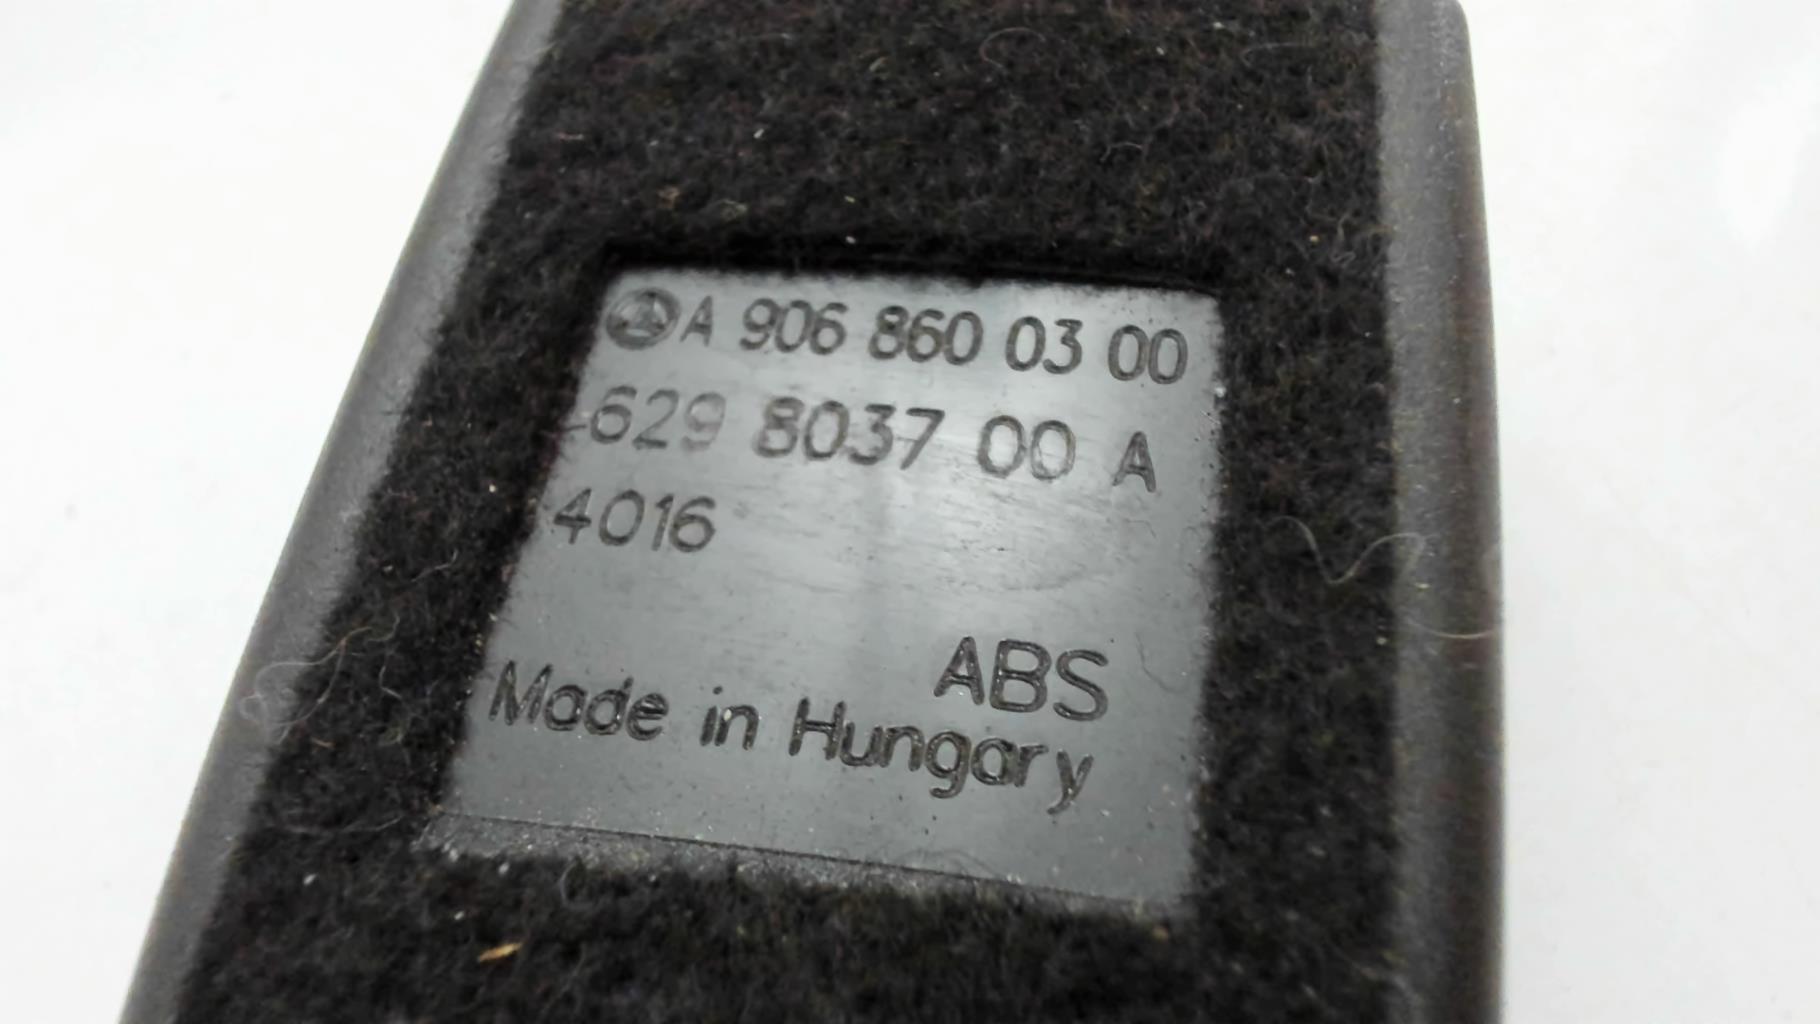 A 906 860 03 00
629 8037 00 A
4016
ABS
Made in Hungary